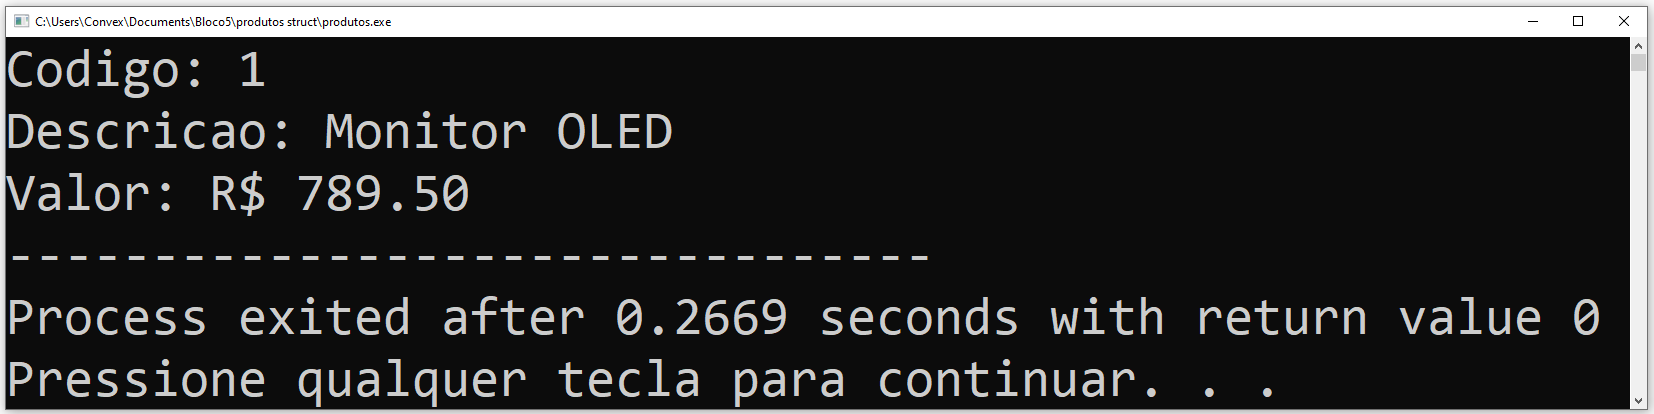 C:\Users\Convex\Documents\Bloco5\produtos struct\produtos.exe
Codigo: 1
Descricao: Monitor OLED
Valor: R$ 789.50
--------------------------------
Process exited after 0.2669 seconds with return value 0
Pressione qualquer tecla para continuar. . .